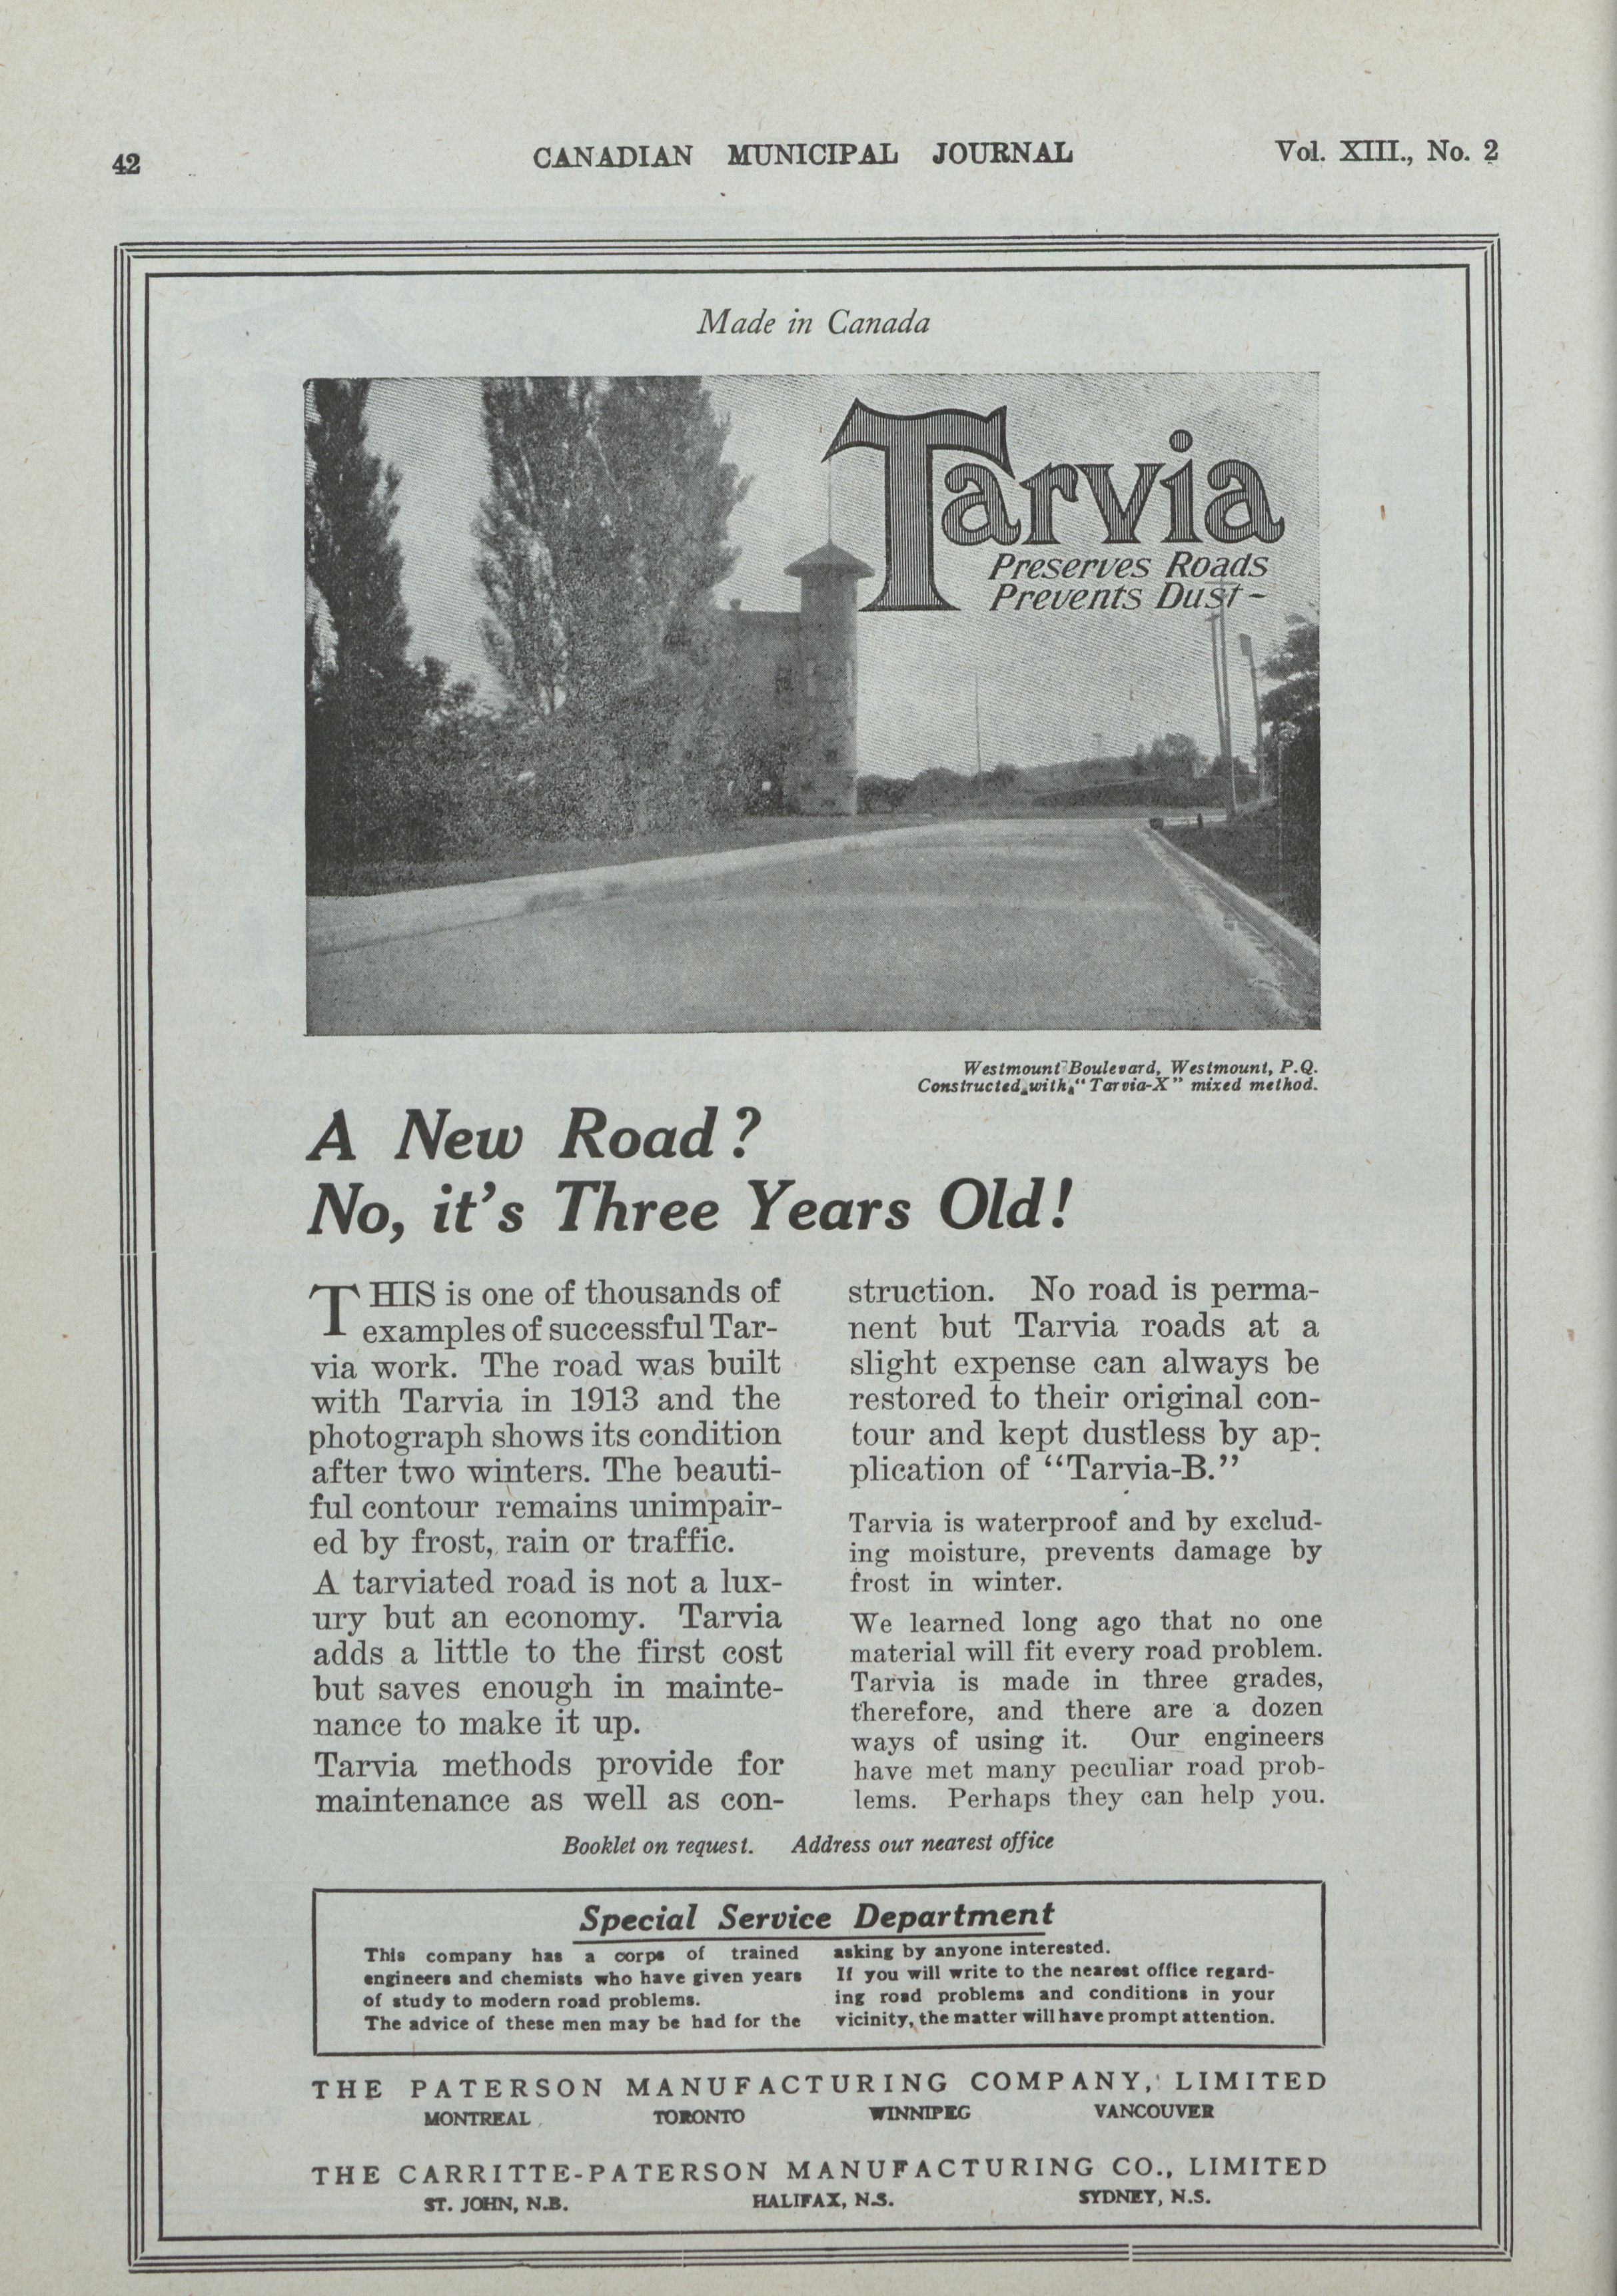 42
CANADIAN MUNICIPAL JOURNAL
Vol. XIII., No. 2
Made in Canada
Tarvia
Preserves Roads
Prevents Dust-
Westmount Boulevard, Westmount, P.Q.
Constructed with "Tarvia-X" mixed method.
A New Road?
No, it's Three Years Old!
THIS is one of thousands of
examples of successful Tar-
via work. The road was built
with Tarvia in 1913 and the
photograph shows its condition
after two winters. The beauti-
ful contour remains unimpair-
ed by frost, rain or traffic.
A tarviated road is not a lux-
ury but an economy. Tarvia
adds a little to the first cost
but saves enough in mainte-
nance to make it up.
Tarvia methods provide for
maintenance as well as con-
struction. No road is perma-
nent but Tarvia roads at a
slight expense can always be
restored to their original con-
tour and kept dustless by ap-
plication of "Tarvia-B."
Tarvia is waterproof and by exclud-
ing moisture, prevents damage by
frost in winter.
We learned long ago that no one
material will fit every road problem.
Tarvia is made in three grades,
therefore, and there are a dozen
ways of using it. Our engineers
have met many peculiar road prob-
lems. Perhaps they can help you.
Booklet on request. Address our nearest office
Special Service Department
This company has a corps of trained
engineers and chemists who have given years
of study to modern road problems.
The advice of these men may be had for the
asking by anyone interested.
If you will write to the nearest office regard-
ing road problems and conditions in your
vicinity, the matter will have prompt attention.
THE PATERSON MANUFACTURING COMPANY, LIMITED
MONTREAL TORONTO WINNIPEG VANCOUVER
THE CARRITTE-PATERSON MANUFACTURING CO., LIMITED
ST. JOHN, N.B. HALIFAX, N.S. SYDNEY, N.S.